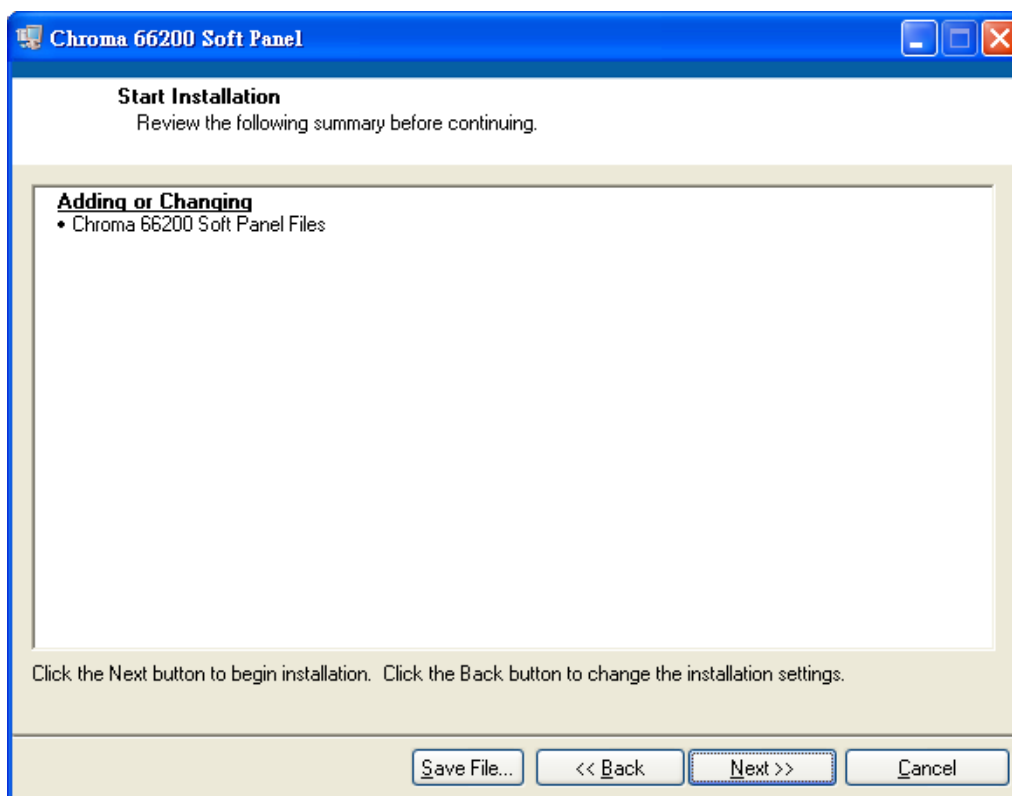 Chroma 66200 Soft Panel
Start Installation
Review the following summary before continuing.
Adding or Changing
• Chroma 66200 Soft Panel Files
Click the Next button to begin installation.  Click the Back button to change the installation settings.
Save File...
<< Back
Next >>
Cancel